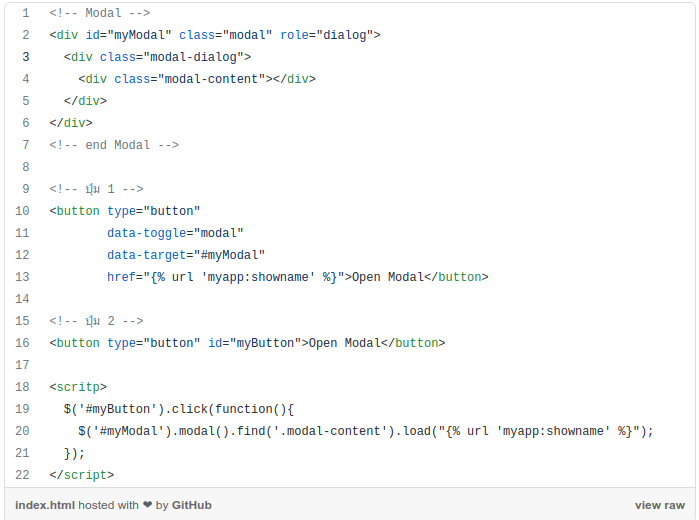 1 <!-- Modal -->
2 <div id="myModal" class="modal" role="dialog">
3 <div class="modal-dialog">
4 <div class="modal-content"></div>
5 </div>
6 </div>
7 <!-- end Modal -->
8
9 <!-- ปุ่ม 1 -->
10 <button type="button"
11 data-toggle="modal"
12 data-target="#myModal"
13 href="{% url 'myapp:showname' %}">Open Modal</button>
14
15 <!-- ปุ่ม 2 -->
16 <button type="button" id="myButton">Open Modal</button>
17
18 <scritp>
19 $('#myButton').click(function(){
20 $('#myModal').modal().find('.modal-content').load("{% url 'myapp:showname' %}");
21 });
22 </script>
index.html hosted with ❤ by GitHub view raw